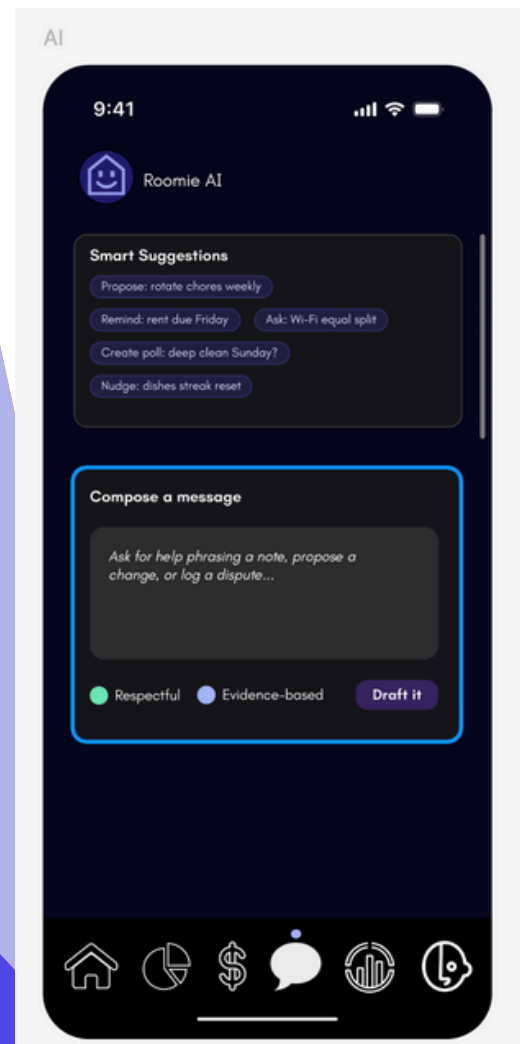 AI
9:41
Roomie AI
Smart Suggestions
Propose: rotate chores weekly
Remind: rent due Friday
Ask: Wi-Fi equal split
Create poll: deep clean Sunday?
Nudge: dishes streak reset
Compose a message
Ask for help phrasing a note, propose a
change, or log a dispute...
Respectful
Evidence-based
Draft it
$